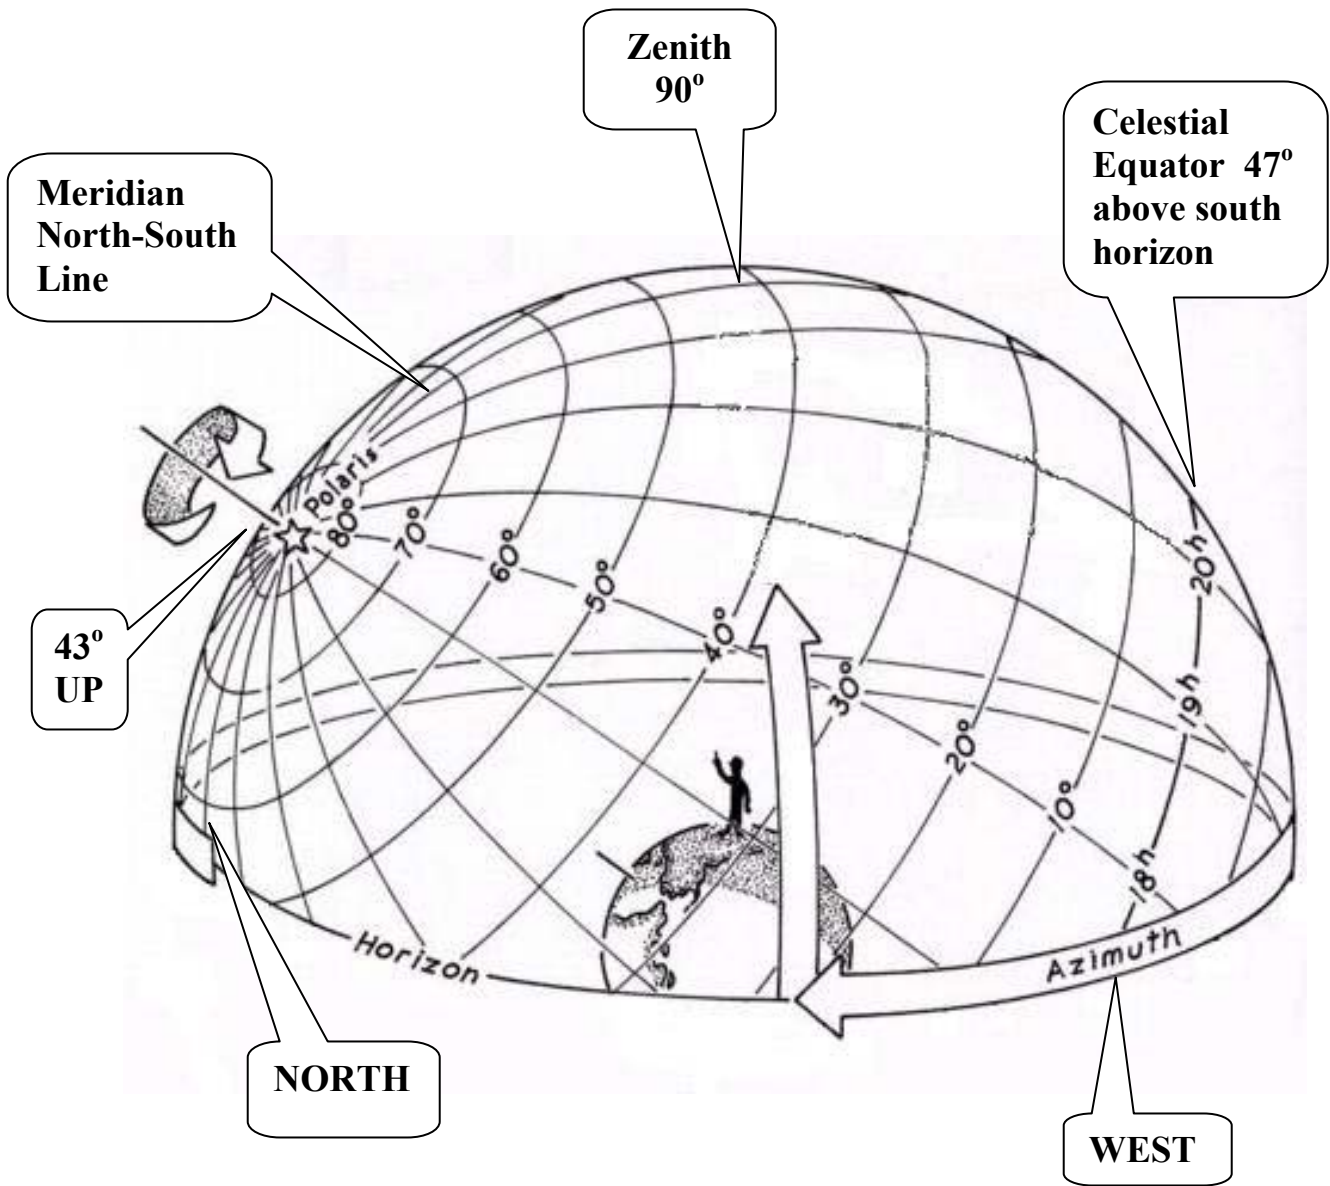 Zenith
90°
Celestial
Equator 47°
above south
horizon
Meridian
North-South
Line
Polaris
80°
70°
60°
50°
40°
30°
20°
10°
20h
19h
18h
43°
UP
Horizon
Azimuth
NORTH
WEST